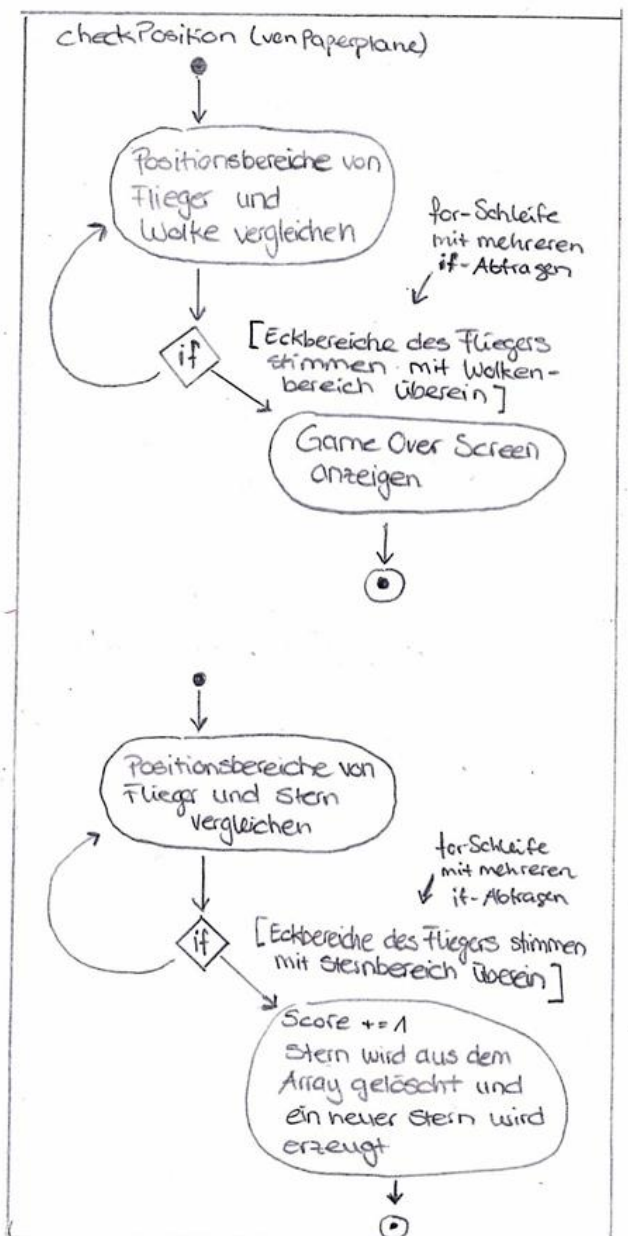 checkPosition (von Paperplane)
Positionsbereiche von
Flieger und
Wolke vergleichen
for-Schleife
mit mehreren
if-Abfragen
if
[Eckbereiche des Fliegers
stimmen mit Wolken-
bereich überein]
Game Over Screen
anzeigen
Positionsbereiche von
Flieger und Stern
vergleichen
for-Schleife
mit mehreren
if-Abfragen
if
[Eckbereiche des Fliegers stimmen
mit Sternbereich überein]
Score += 1
Stern wird aus dem
Array gelöscht und
ein neuer Stern wird
erzeugt